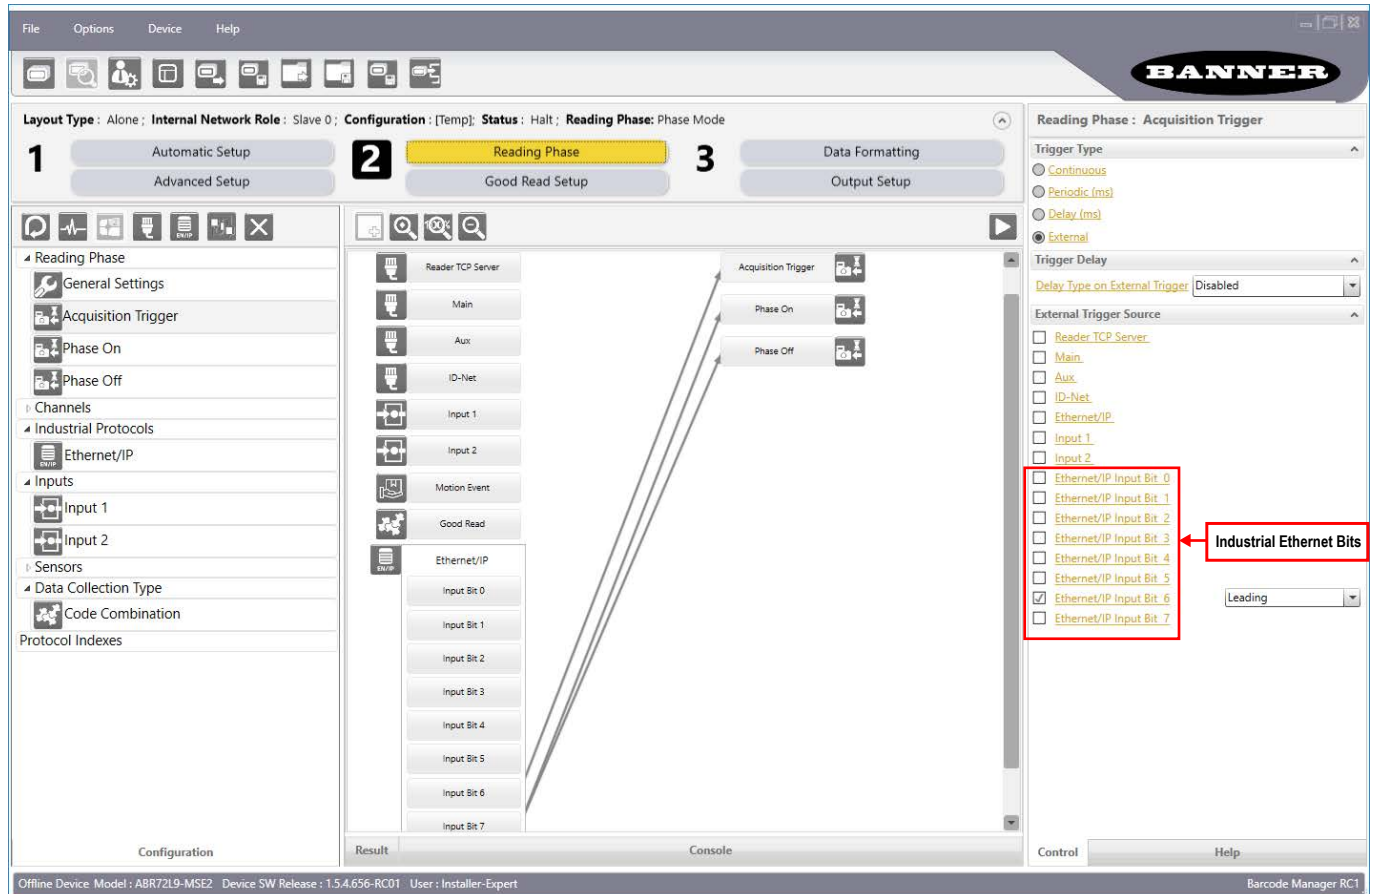 File Options Device Help
BANNER
Layout Type : Alone ; Internal Network Role : Slave 0 ; Configuration : [Temp]; Status : Halt ; Reading Phase: Phase Mode
1 Automatic Setup 2 Reading Phase 3 Data Formatting
Advanced Setup Good Read Setup Output Setup
Reading Phase
General Settings
Acquisition Trigger
Phase On
Phase Off
Channels
Industrial Protocols
EN/IP Ethernet/IP
Inputs
Input 1
Input 2
Sensors
Data Collection Type
Code Combination
Protocol Indexes
Configuration
100%
Reader TCP Server
Main
Aux
ID-Net
Input 1
Input 2
Motion Event
Good Read
EN/IP Ethernet/IP
Input Bit 0
Input Bit 1
Input Bit 2
Input Bit 3
Input Bit 4
Input Bit 5
Input Bit 6
Input Bit 7
Acquisition Trigger
Phase On
Phase Off
Result Console
Reading Phase : Acquisition Trigger
Trigger Type
Continuous
Periodic (ms)
Delay (ms)
External
Trigger Delay
Delay Type on External Trigger Disabled
External Trigger Source
Reader TCP Server
Main
Aux
ID-Net
Ethernet/IP
Input 1
Input 2
Ethernet/IP Input Bit 0
Ethernet/IP Input Bit 1
Ethernet/IP Input Bit 2
Ethernet/IP Input Bit 3
Ethernet/IP Input Bit 4
Ethernet/IP Input Bit 5
Ethernet/IP Input Bit 6 Leading
Ethernet/IP Input Bit 7
Industrial Ethernet Bits
Control Help
Offline Device Model : ABR72L9-MSE2 Device SW Release : 1.5.4.656-RC01 User : Installer-Expert Barcode Manager RC1